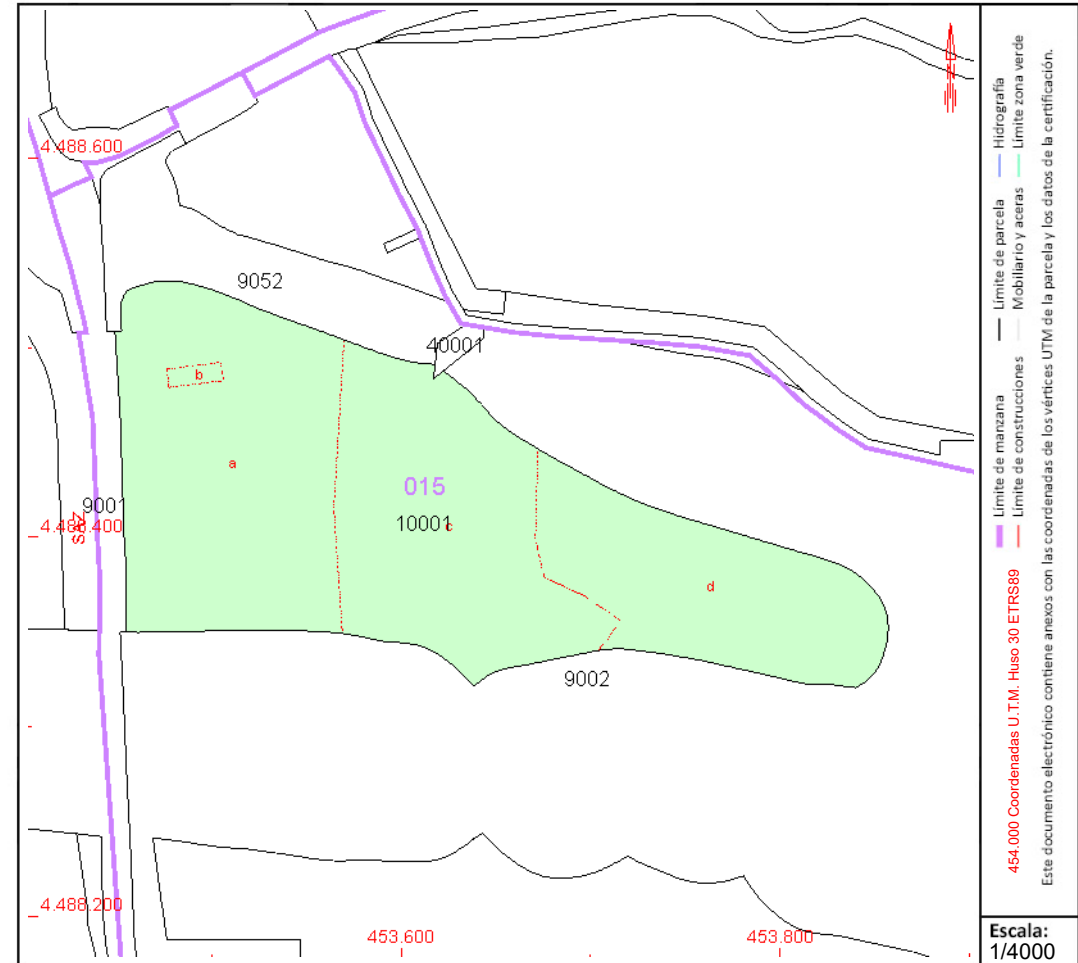 4.488.600
9052
40001
b
a
015
9001
4.488.400
SAZ
10001
c
d
9002
4.488.200
453.600
453.800
N
Hidrografía
Límite zona verde
Límite de parcela
Mobiliario y aceras
Límite de manzana
Límite de construcciones
454.000 Coordenadas U.T.M. Huso 30 ETRS89
Este documento electrónico contiene anexos con las coordenadas de los vértices UTM de la parcela y los datos de la certificación.
Escala:
1/4000